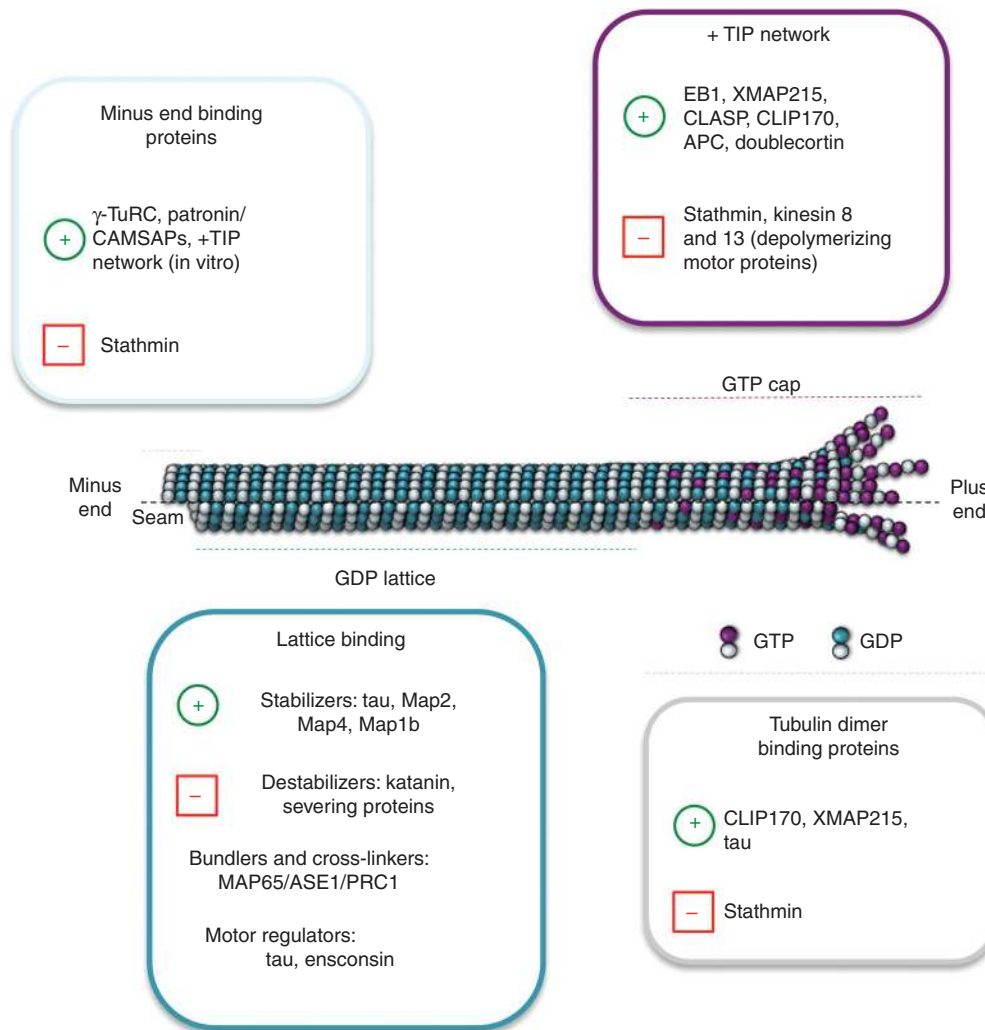 Minus end binding
proteins
+
γ-TuRC, patronin/
CAMSAPs, +TIP
network (in vitro)
–
Stathmin
+ TIP network
+
EB1, XMAP215,
CLASP, CLIP170,
APC, doublecortin
–
Stathmin, kinesin 8
and 13 (depolymerizing
motor proteins)
GTP cap
Minus
end
Seam
Plus
end
GDP lattice
Lattice binding
+
Stabilizers: tau, Map2,
Map4, Map1b
–
Destabilizers: katanin,
severing proteins
Bundlers and cross-linkers:
MAP65/ASE1/PRC1
Motor regulators:
tau, ensconsin
GTP
GDP
Tubulin dimer
binding proteins
+
CLIP170, XMAP215,
tau
–
Stathmin